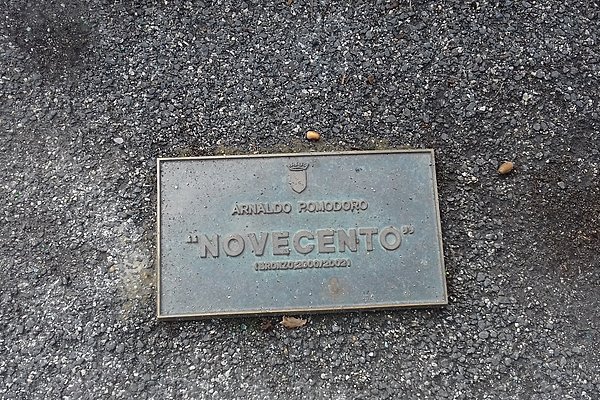 ARNALDO POMODORO
"NOVECENTO"
(BRONZO 2000/2002)